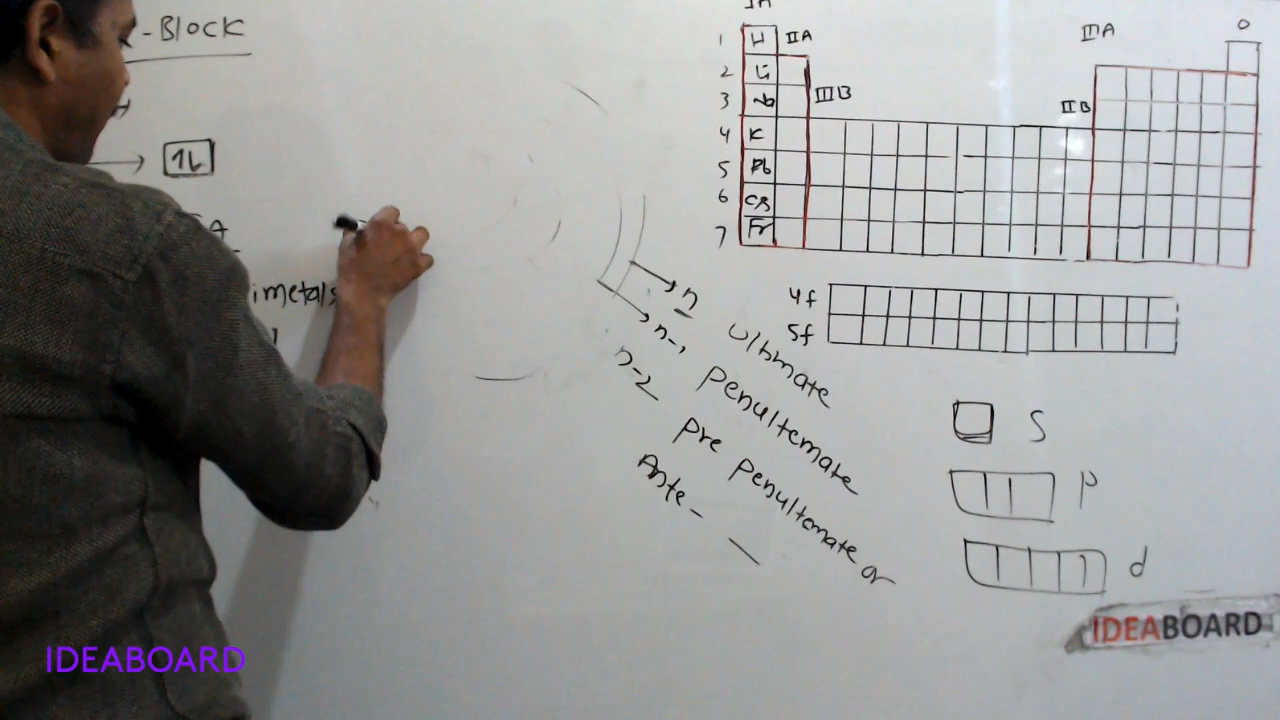 -BLOCK
1L
A
imetals
IA
1 H IIA
2 Li
3 Na IIIB
4 K
5 Rb
6 Cs
7 Fr
IIIA
0
IIB
4f
5f
n
n-1
n-2
Ultimate
Penultemate
Pre Penultemate or
Ante -
S
P
d
IDEABOARD
IDEABOARD